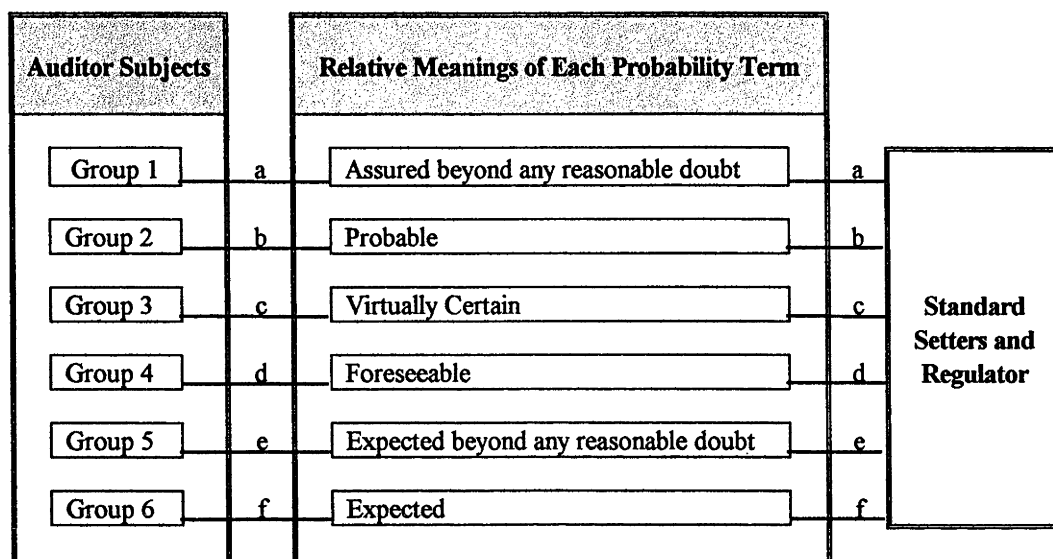 Auditor Subjects
Relative Meanings of Each Probability Term
Group 1 a Assured beyond any reasonable doubt a
Group 2 b Probable b
Group 3 c Virtually Certain c
Group 4 d Foreseeable d
Group 5 e Expected beyond any reasonable doubt e
Group 6 f Expected f
Standard
Setters and
Regulator